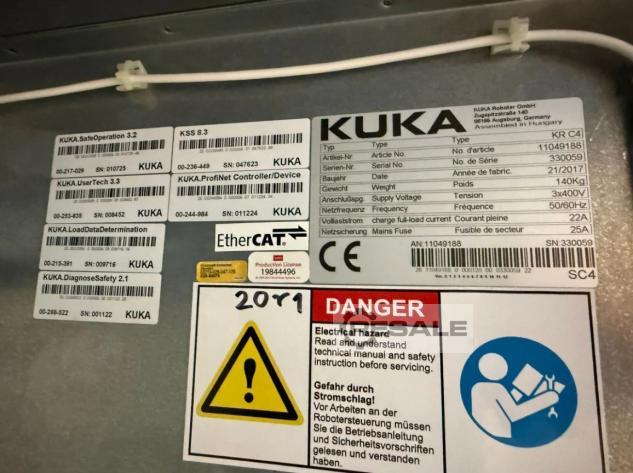 KUKA.SafeOperation 3.2
00-217-029 SN: 010725 KUKA
KSS 8.3
00-236-449 SN: 047623 KUKA
KUKA.UserTech 3.3
00-253-835 SN: 008452 KUKA
KUKA.ProfiNet Controller/Device
00-244-984 SN: 011224 KUKA
KUKA.LoadDataDetermination
00-215-391 SN: 009716 KUKA
EtherCAT
KUKA.DiagnoseSafety 2.1
00-288-522 SN: 001122 KUKA
Production License
19844496
KUKA
KUKA Roboter GmbH
Zugspitzstraße 140
86165 Augsburg, Germany
Assembled in Hungary
Typ Type Type KR C4
Artikel-Nr. Article No. No. d'article 11049188
Serien-Nr. Serial No. No. de Série 330059
Baujahr Date Année de fabric. 21/2017
Gewicht Weight Poids 140Kg
Anschlußspg. Supply Voltage Tension 3x400V
Netzfrequenz Frequency Fréquence 50/60Hz
Vollaststrom charge full-load current Courant pleine 22A
Netzsicherung Mains Fuse Fusible de secteur 25A
AN:11049188 SN:330059
CE
SC4
DANGER
Electrical hazard
Read and understand
technical manual and safety
instructions before servicing.
Gefahr durch
Stromschlag!
Vor Arbeiten an der
Robotersteuerung müssen
Sie die Betriebsanleitung
und Sicherheitsvorschriften
gelesen und verstanden
haben.
RESALE